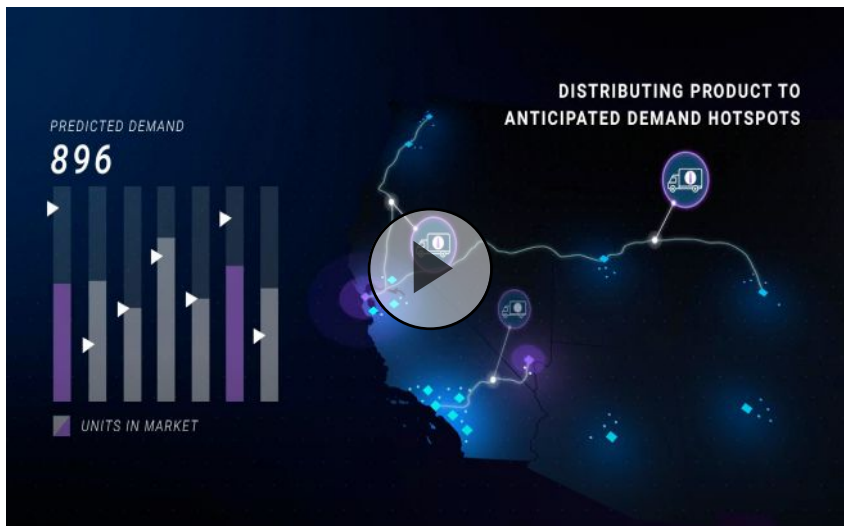 DISTRIBUTING PRODUCT TO
ANTICIPATED DEMAND HOTSPOTS
PREDICTED DEMAND
896
UNITS IN MARKET